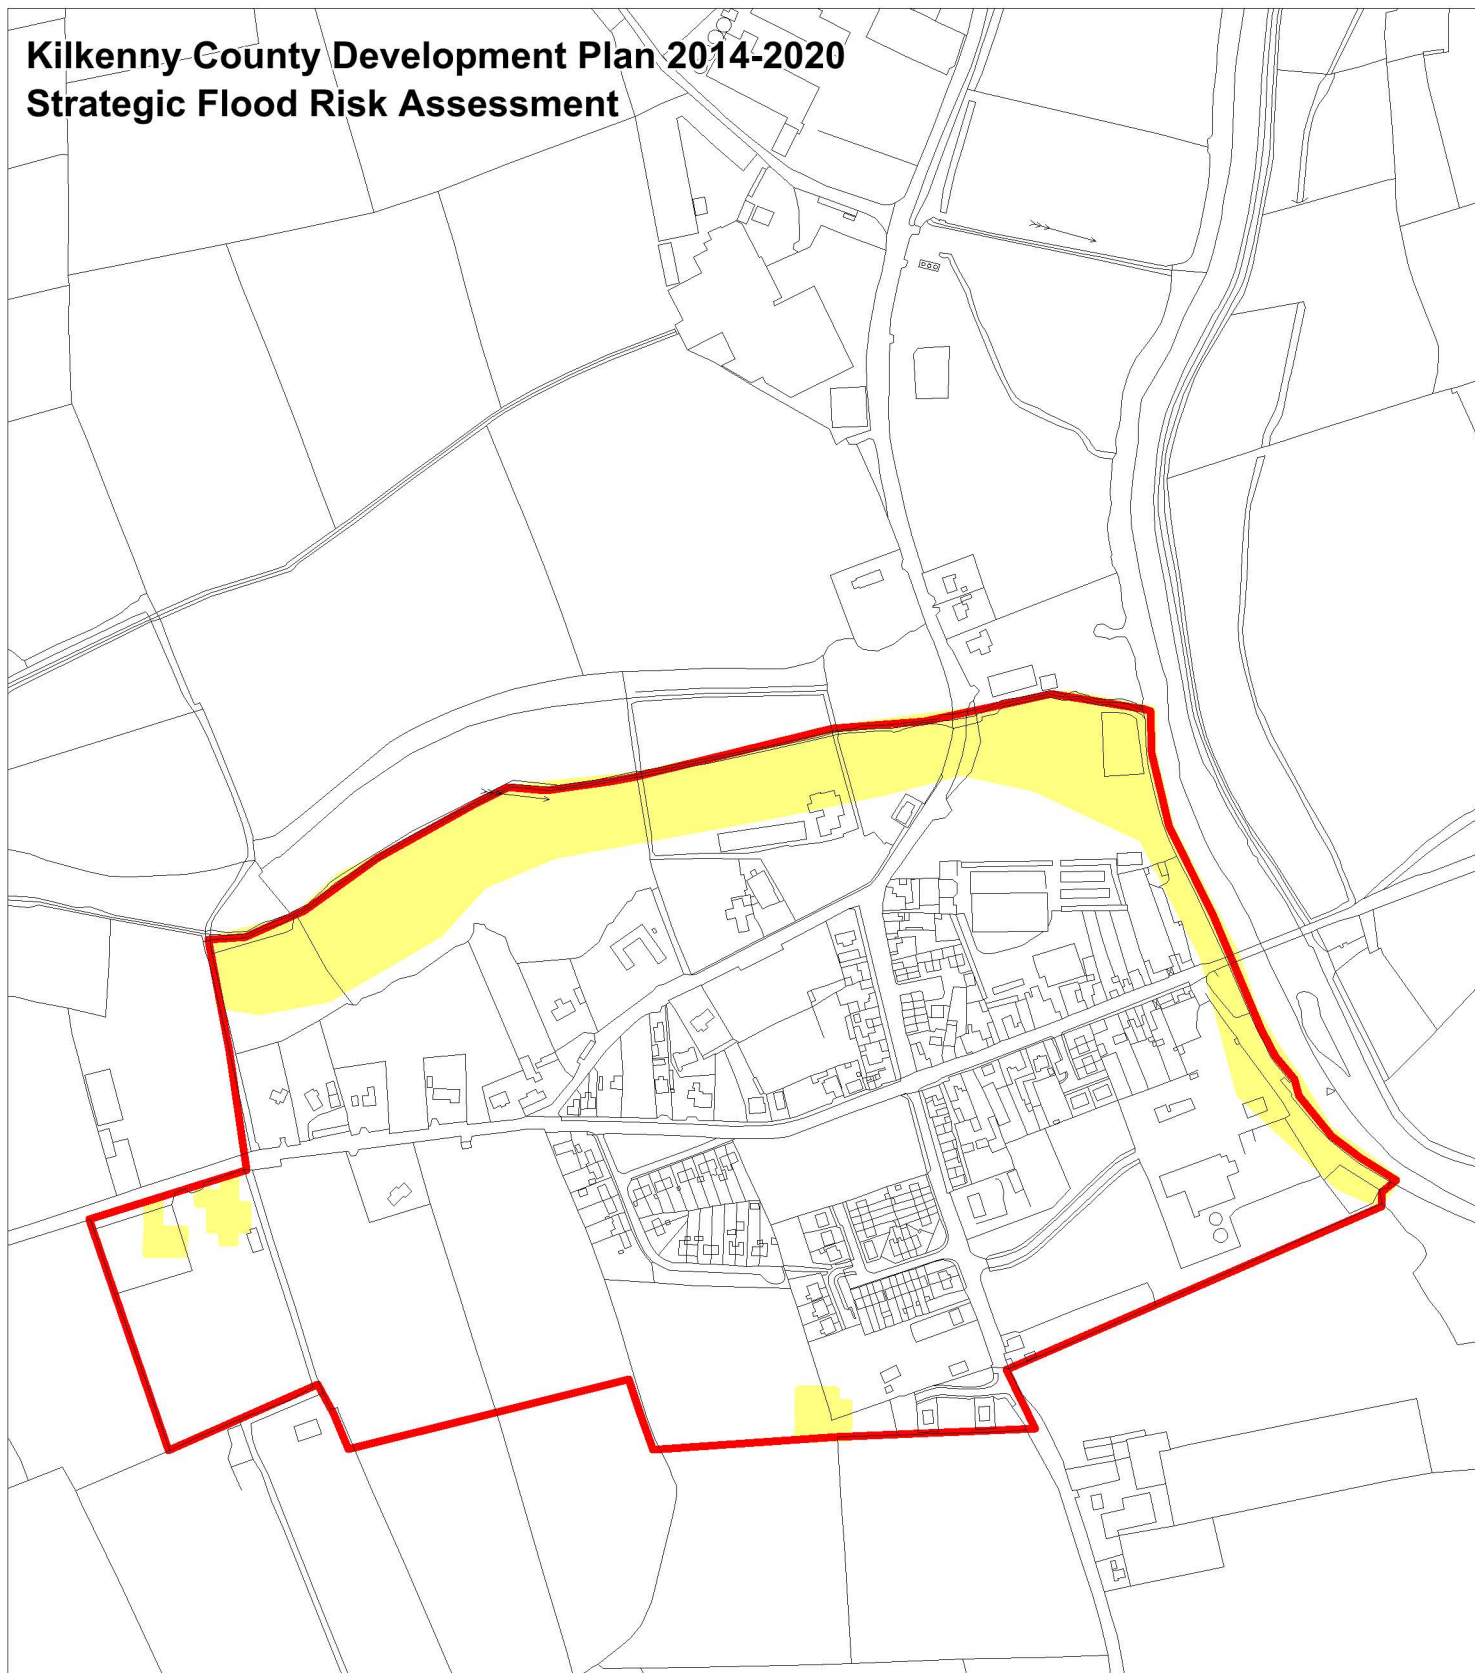 Kilkenny County Development Plan 2014-2020
Strategic Flood Risk Assessment